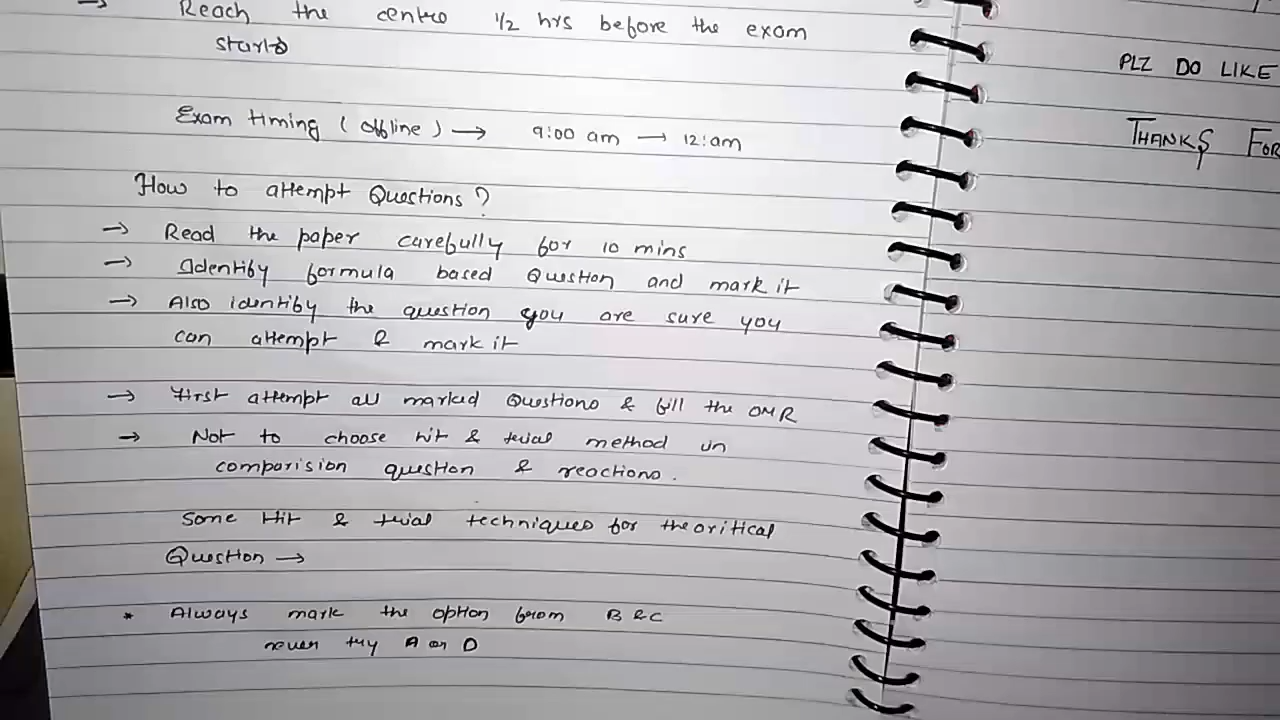 → Reach the centre 1/2 hrs before the exam
starts
Exam timing (offline) → 9:00 am → 12:am
How to attempt Questions ?
→ Read the paper carefully for 10 mins
→ Identify formula based Question and mark it
→ Also identify the question you are sure you
can attempt & mark it
→ First attempt all marked Questions & fill the OMR
→ Not to choose hit & trial method in
comparision question & reactions.
Some Hit & trial techniques for theoritical
Question →
* Always mark the option from B & C
never try A or D
PLZ DO LIKE
THANKS FOR